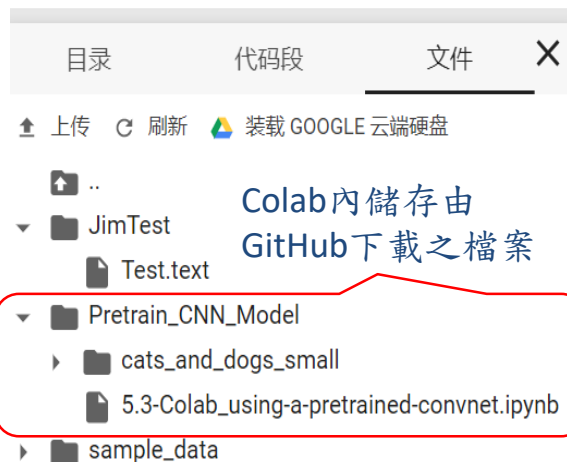 目录 代码段 文件 X
上传 刷新 装载 GOOGLE 云端硬盘
..
Colab內儲存由
JimTest
GitHub下載之檔案
Test.text
Pretrain_CNN_Model
cats_and_dogs_small
5.3-Colab_using-a-pretrained-convnet.ipynb
sample_data